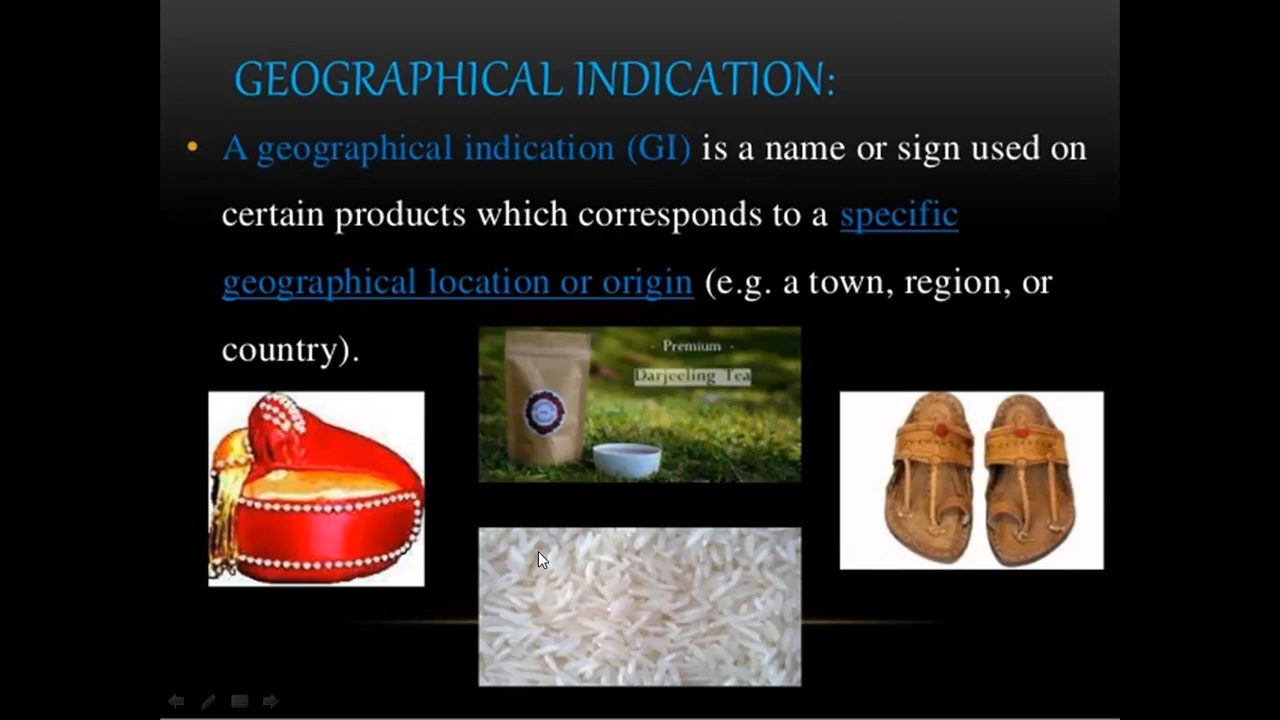 GEOGRAPHICAL INDICATION:
• A geographical indication (GI) is a name or sign used on
certain products which corresponds to a specific
geographical location or origin (e.g. a town, region, or
country).
- Premium -
Darjeeling Tea